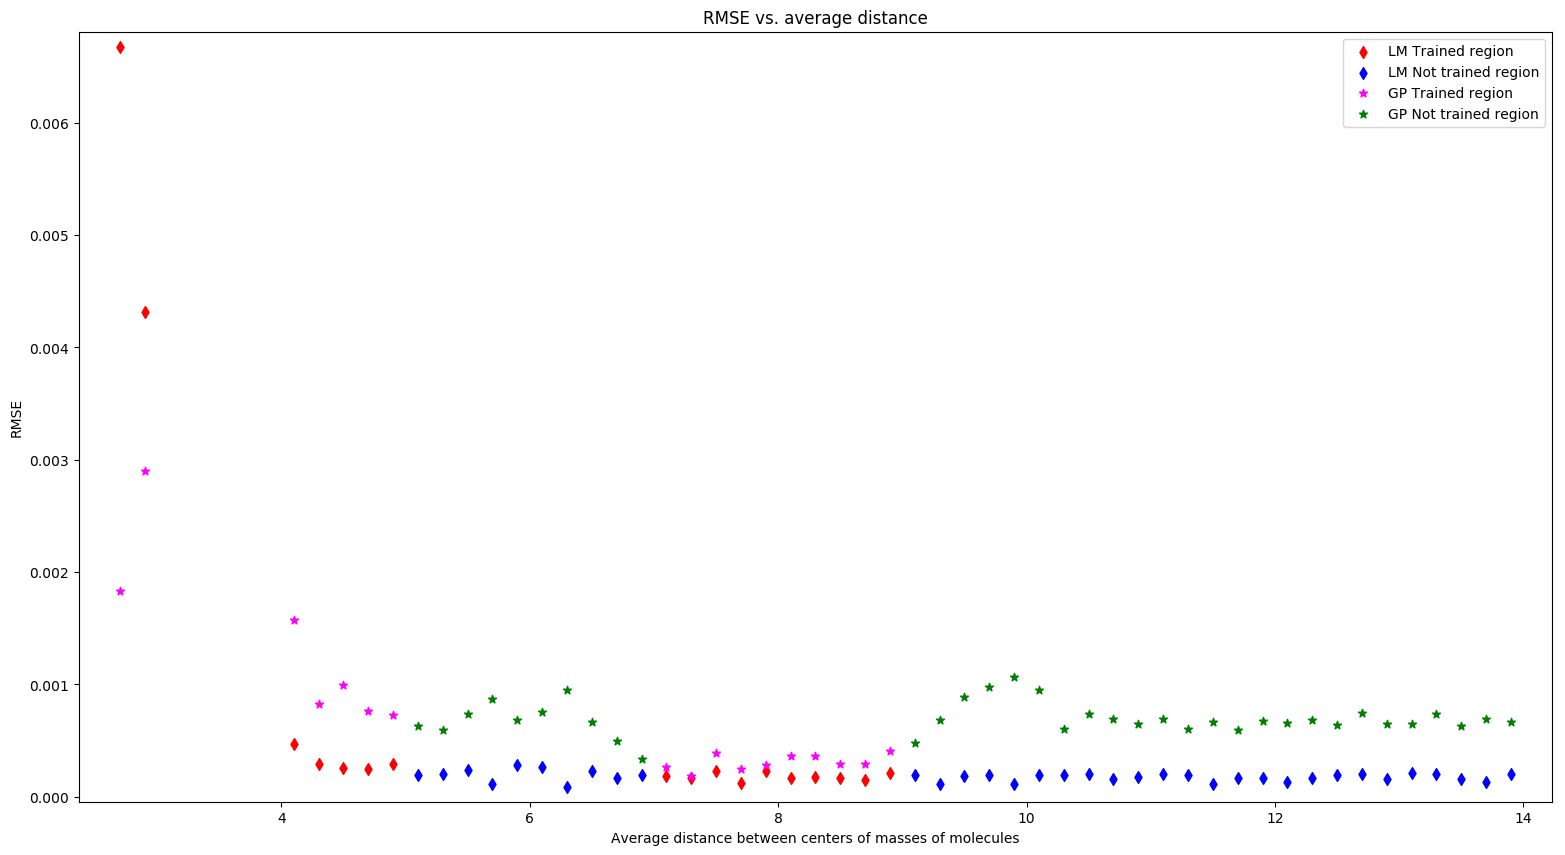 RMSE vs. average distance
LM Trained region
LM Not trained region
GP Trained region
GP Not trained region
0.006
0.005
0.004
0.003
0.002
0.001
0.000
RMSE
4 6 8 10 12 14
Average distance between centers of masses of molecules